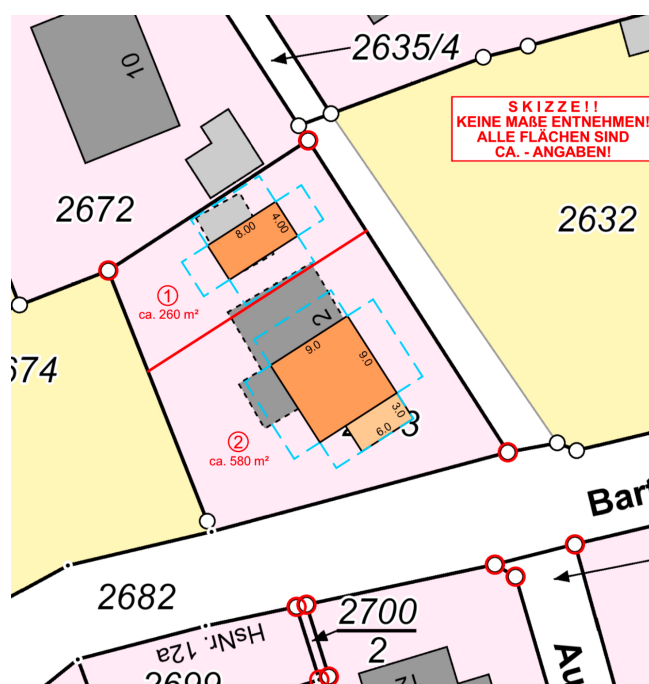 2635/4
10
S K I Z Z E ! !
KEINE MAßE ENTNEHMEN!
ALLE FLÄCHEN SIND
CA. - ANGABEN!
2672
2632
8.00
4.00
1
ca. 260 m²
2
9.0
9.0
674
3.0
6.0
3
2
ca. 580 m²
Bart
2682
HsNr. 12a
2700
2
2699
12
Au